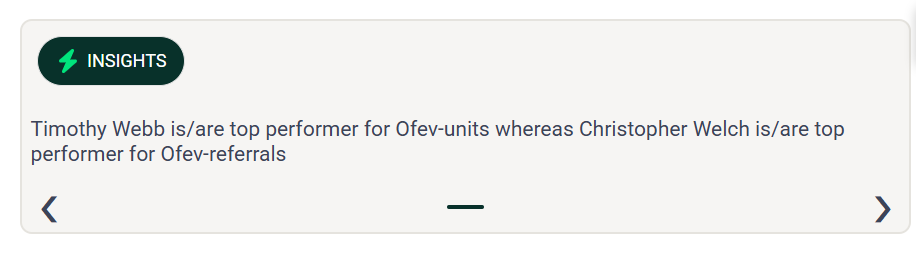 INSIGHTS
Timothy Webb is/are top performer for Ofev-units whereas Christopher Welch is/are top
performer for Ofev-referrals